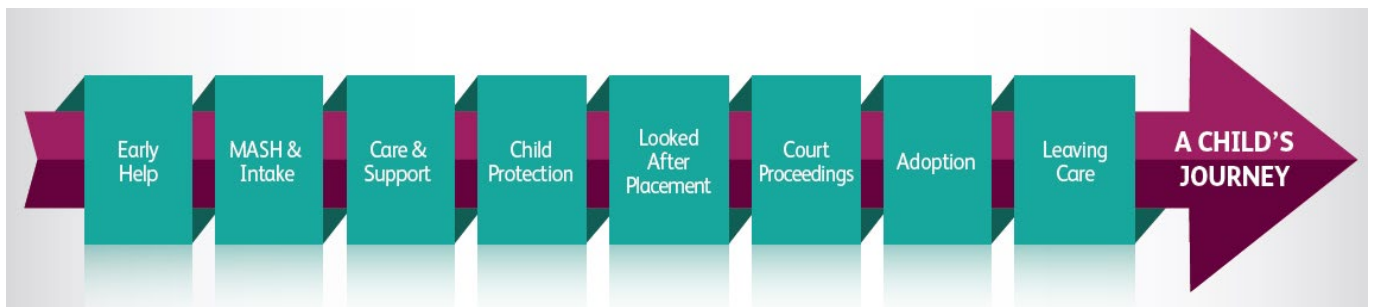 Early
Help
MASH &
Intake
Care &
Support
Child
Protection
Looked
After
Placement
Court
Proceedings
Adoption
Leaving
Care
A CHILD'S
JOURNEY